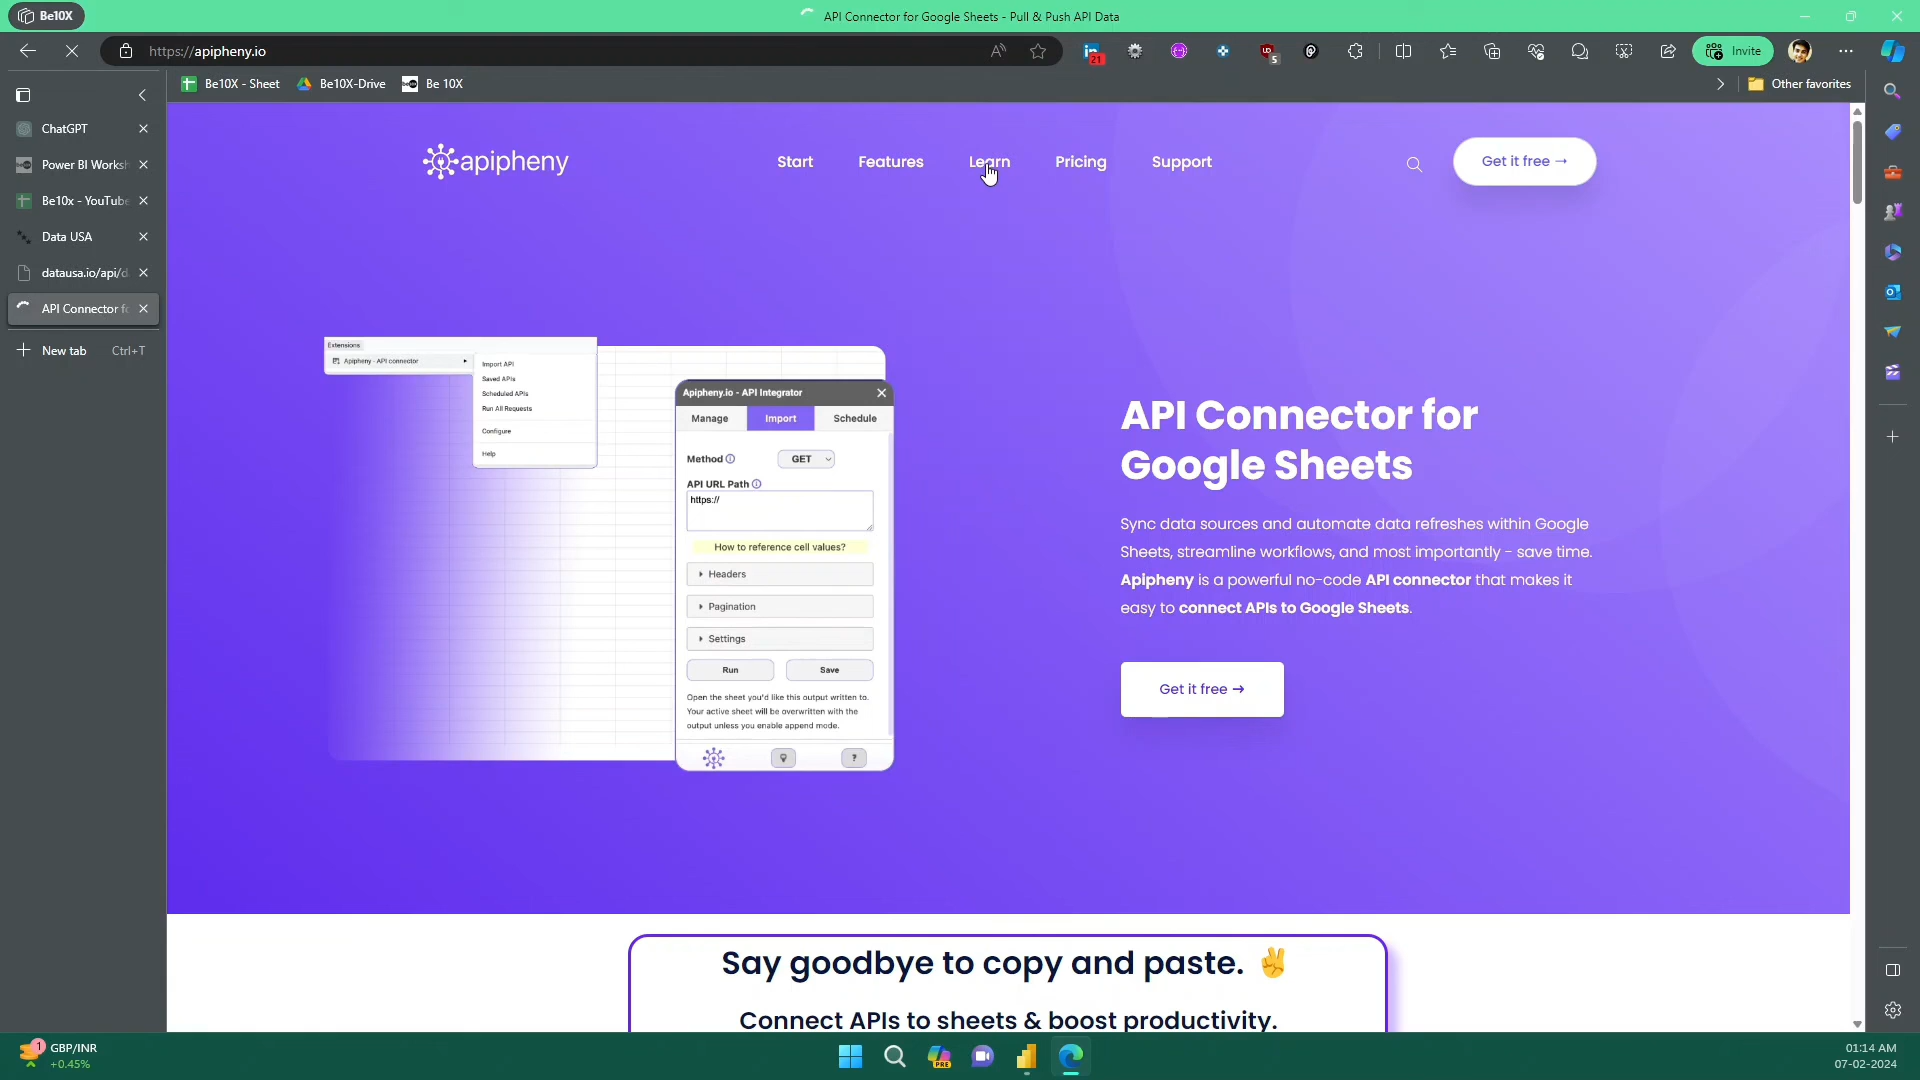 Be10X
API Connector for Google Sheets - Pull & Push API Data
https://apipheny.io
21
5
Invite
Be10X - Sheet
Be10X-Drive
Be 10X
Other favorites
ChatGPT
Power BI Worksh
Be10x - YouTube
Data USA
datausa.io/api/d
API Connector fo
New tab
Ctrl+T
apipheny
Start
Features
Learn
Pricing
Support
Get it free →
Extensions
Apipheny - API connector
Import API
Saved APIs
Scheduled APIs
Run All Requests
Configure
Help
Apipheny.io - API Integrator
Manage
Import
Schedule
Method
GET
API URL Path
https://
How to reference cell values?
Headers
Pagination
Settings
Run
Save
Open the sheet you'd like this output written to.
Your active sheet will be overwritten with the
output unless you enable append mode.
?
API Connector for
Google Sheets
Sync data sources and automate data refreshes within Google
Sheets, streamline workflows, and most importantly - save time.
Apipheny is a powerful no-code API connector that makes it
easy to connect APIs to Google Sheets.
Get it free →
Say goodbye to copy and paste. ✌
Connect APIs to sheets & boost productivity.
1
GBP/INR
+0.45%
PRE
01:14 AM
07-02-2024